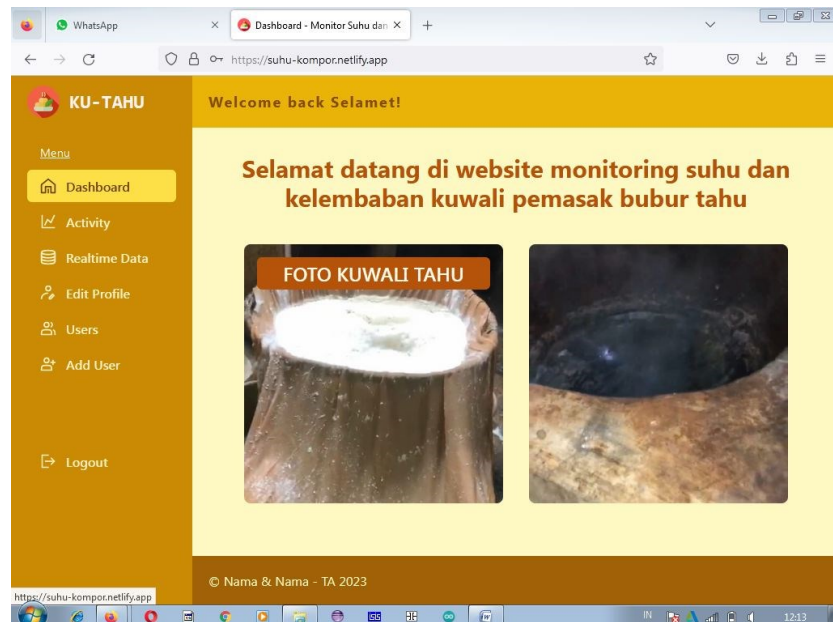 WhatsApp
Dashboard - Monitor Suhu dan
https://suhu-kompor.netlify.app
KU-TAHU
Welcome back Selamet!
Menu
Dashboard
Activity
Realtime Data
Edit Profile
Users
Add User
Logout
Selamat datang di website monitoring suhu dan
kelembaban kuwali pemasak bubur tahu
FOTO KUWALI TAHU
© Nama & Nama - TA 2023
https://suhu-kompor.netlify.app
ISIS
IN
12:13